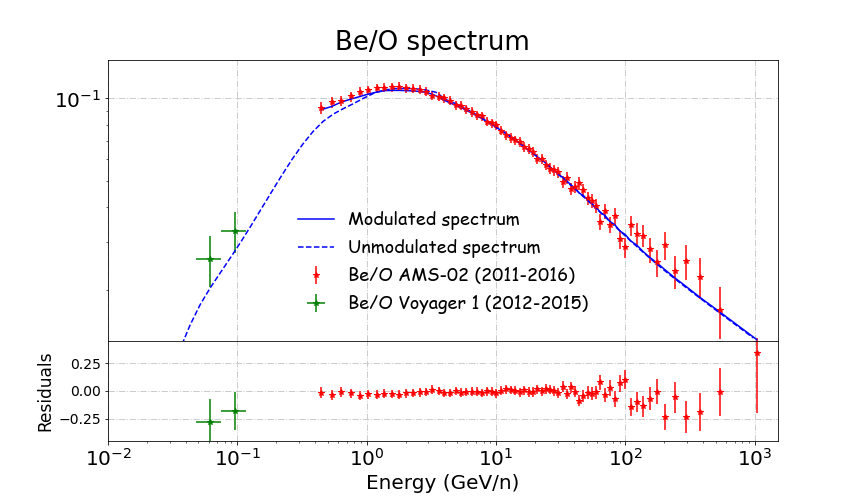 Be/O spectrum
10⁻¹
Modulated spectrum
Unmodulated spectrum
Be/O AMS-02 (2011-2016)
Be/O Voyager 1 (2012-2015)
Residuals
0.25
0.00
−0.25
10⁻² 10⁻¹ 10⁰ 10¹ 10² 10³
Energy (GeV/n)